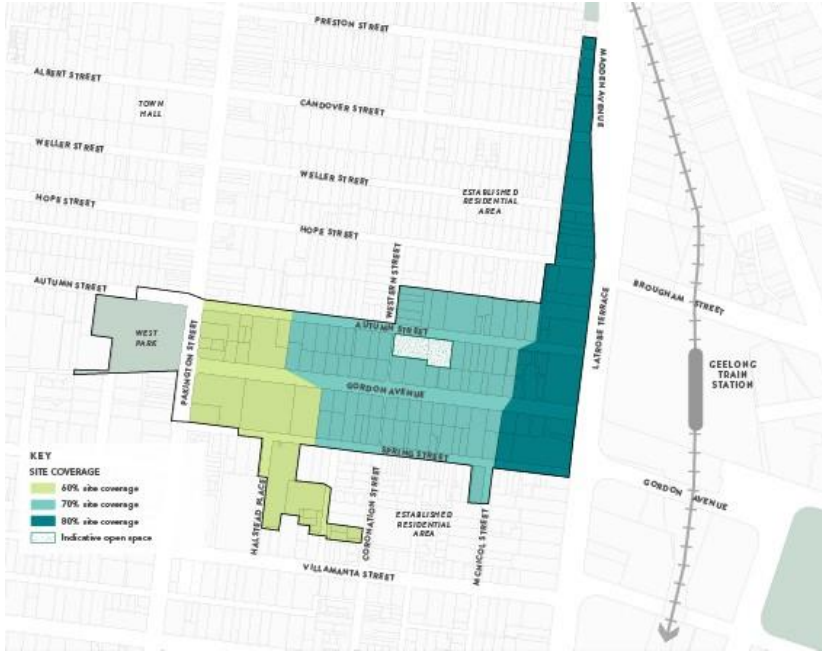 PRESTON STREET
MADDEN AVENUE
ALBERT STREET
TOWN
HALL
CANDOVER STREET
WELLER STREET
WELLER STREET
ESTABLISHED
RESIDENTIAL
AREA
HOPE STREET
HOPE STREET
WESTERN STREET
AUTUMN STREET
BROUGHAM STREET
WEST
PARK
PAKINGTON STREET
AUTUMN STREET
LATROBE TERRACE
GEELONG
TRAIN
STATION
GORDON AVENUE
SPRING STREET
KEY
SITE COVERAGE
60% site coverage
70% site coverage
80% site coverage
Indicative open space
HALSTEAD PLACE
CORONATION STREET
ESTABLISHED
RESIDENTIAL
AREA
MCNICOL STREET
GORDON AVENUE
VILLAMANTA STREET